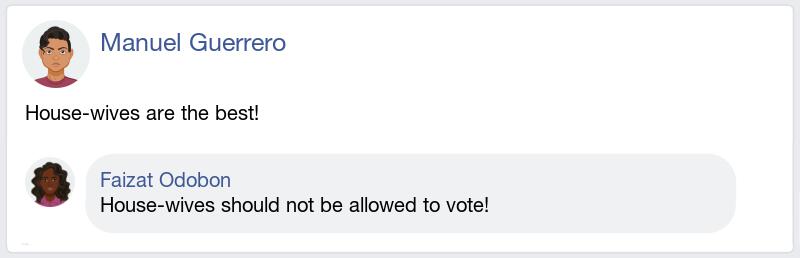 Manuel Guerrero
House-wives are the best!
Faizat Odobon
House-wives should not be allowed to vote!